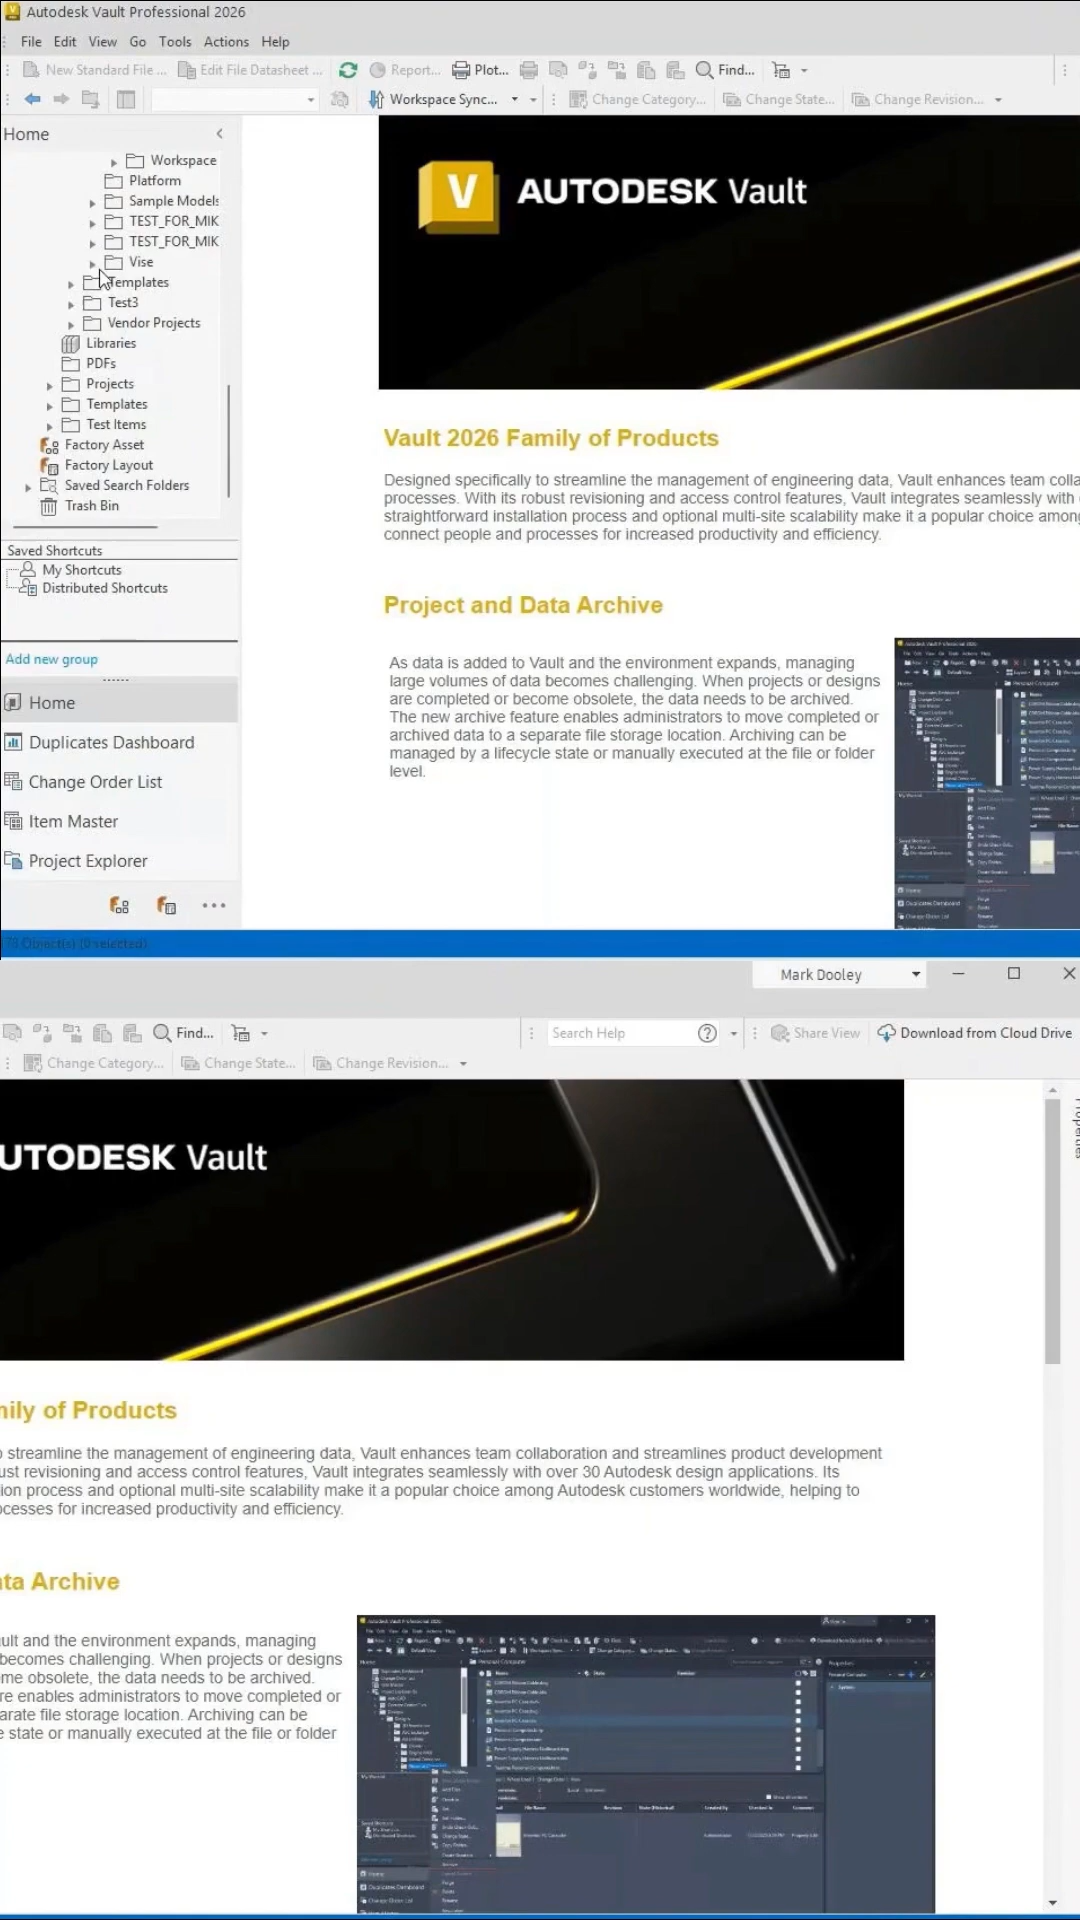 Autodesk Vault Professional 2026
File Edit View Go Tools Actions Help
New Standard File ... Edit File Datasheet ... Report... Plot... Find...
Workspace Sync... Change Category... Change State... Change Revision...
Home
Workspace
Platform
Sample Models
TEST_FOR_MIK
TEST_FOR_MIK
Vise
Templates
Test3
Vendor Projects
Libraries
PDFs
Projects
Templates
Test Items
Factory Asset
Factory Layout
Saved Search Folders
Trash Bin
Saved Shortcuts
My Shortcuts
Distributed Shortcuts
Add new group
Home
Duplicates Dashboard
Change Order List
Item Master
Project Explorer
78 Object(s) (0 selected)
V AUTODESK Vault
Vault 2026 Family of Products
Designed specifically to streamline the management of engineering data, Vault enhances team colla
processes. With its robust revisioning and access control features, Vault integrates seamlessly with
straightforward installation process and optional multi-site scalability make it a popular choice among
connect people and processes for increased productivity and efficiency.
Project and Data Archive
As data is added to Vault and the environment expands, managing
large volumes of data becomes challenging. When projects or designs
are completed or become obsolete, the data needs to be archived.
The new archive feature enables administrators to move completed or
archived data to a separate file storage location. Archiving can be
managed by a lifecycle state or manually executed at the file or folder
level.
Mark Dooley
Find... Search Help Share View Download from Cloud Drive
Change Category... Change State... Change Revision...
Properties
UTODESK Vault
mily of Products
o streamline the management of engineering data, Vault enhances team collaboration and streamlines product development
ust revisioning and access control features, Vault integrates seamlessly with over 30 Autodesk design applications. Its
ion process and optional multi-site scalability make it a popular choice among Autodesk customers worldwide, helping to
ocesses for increased productivity and efficiency.
ata Archive
ult and the environment expands, managing
becomes challenging. When projects or designs
me obsolete, the data needs to be archived.
re enables administrators to move completed or
arate file storage location. Archiving can be
e state or manually executed at the file or folder